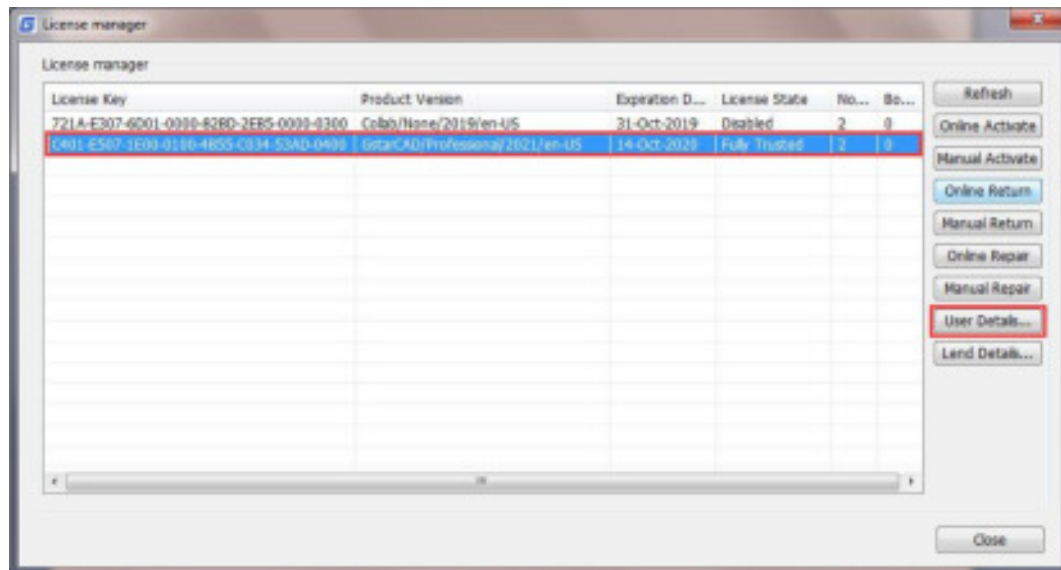 License manager
License manager
License Key Product Version Expiration D... License State No... Bo...
721A-E307-6D01-0000-82BD-2EB5-0000-0300 Collab/None/2019/en-US 31-Oct-2019 Disabled 2 0
C401-E507-1E00-0100-4B55-C034-53AD-0400 GstarCAD/Professional/2021/en-US 14-Oct-2020 Fully Trusted 2 0
Refresh
Online Activate
Manual Activate
Online Return
Manual Return
Online Repair
Manual Repair
User Details...
Lend Details...
Close